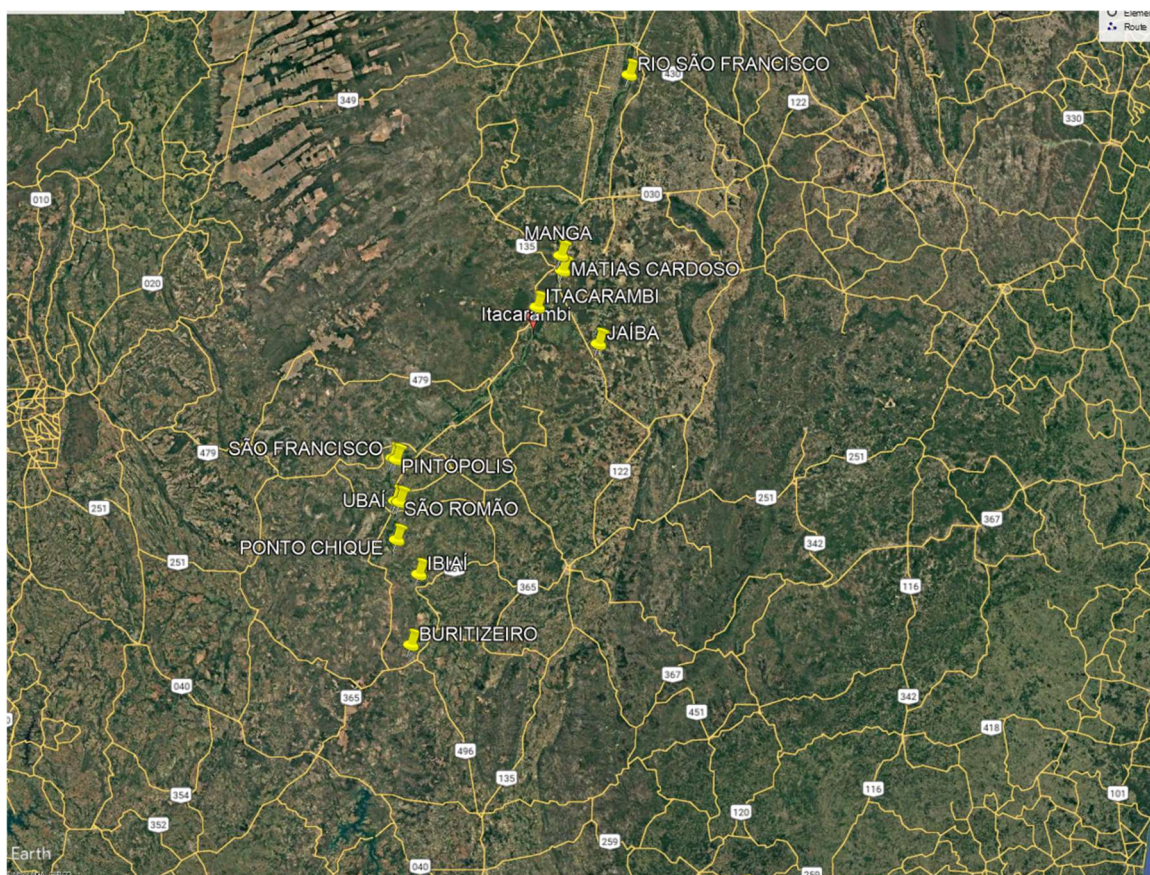 Route
RIO SÃO FRANCISCO
430
349
122
330
010
030
MANGA
135
MATIAS CARDOSO
020
ITACARAMBI
Itacarambi
JAÍBA
479
SÃO FRANCISCO
479
PINTÓPOLIS
251
122
UBAÍ
251
251
SÃO ROMÃO
367
PONTO CHIQUE
342
251
IBIAÍ
365
116
BURITIZEIRO
367
040
365
342
451
418
496
135
116
101
354
120
352
259
Earth
040